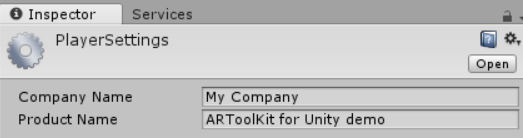 Inspector Services
PlayerSettings
Open
Company Name My Company
Product Name ARToolKit for Unity demo